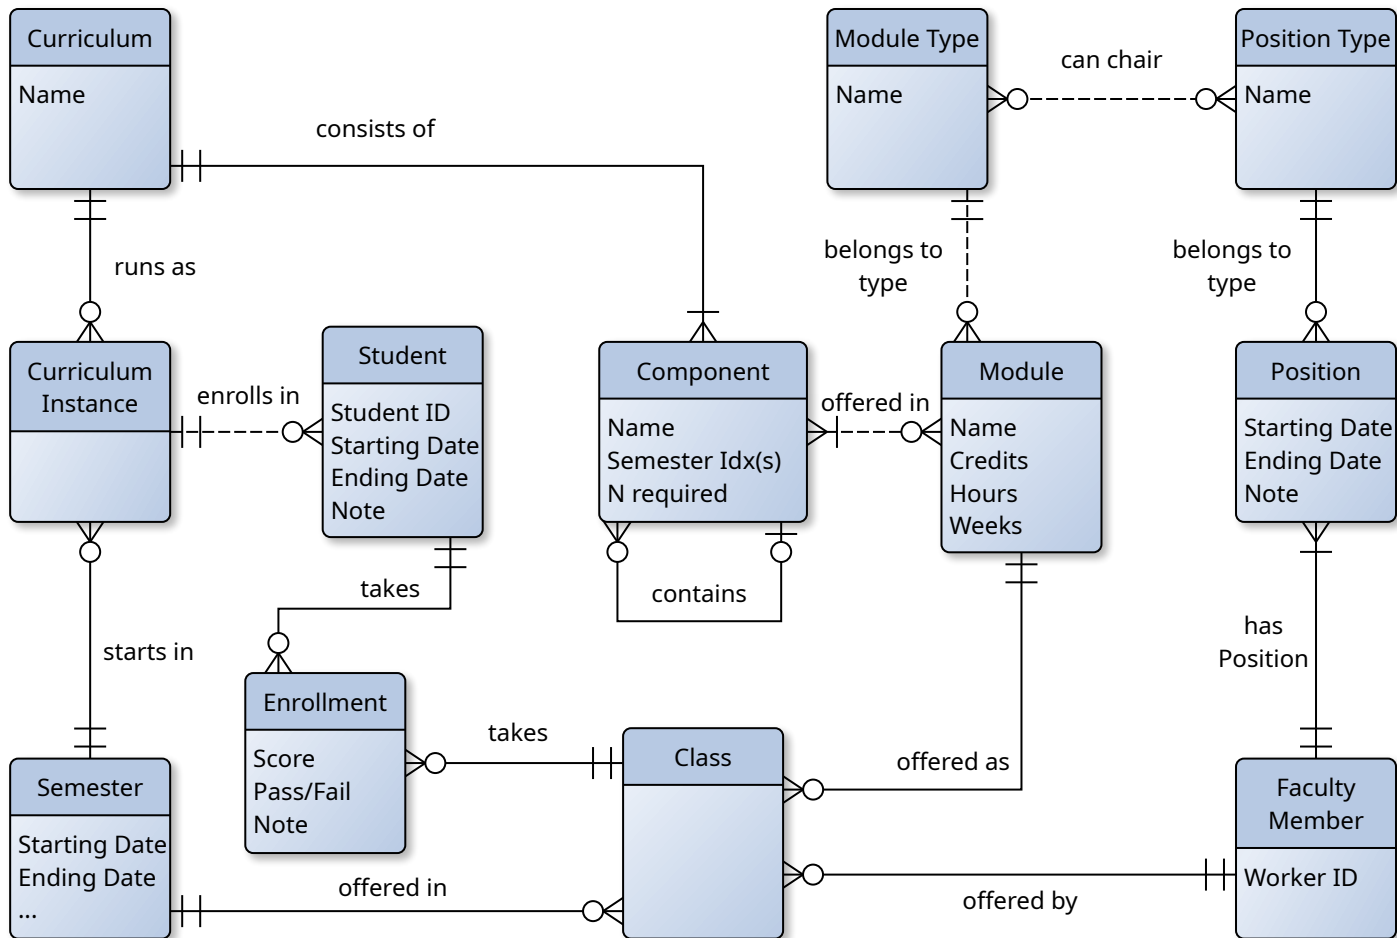 Curriculum
Name
consists of
Module Type
Name
can chair
Position Type
Name
runs as
belongs to
type
belongs to
type
Curriculum
Instance
enrolls in
Student
Student ID
Starting Date
Ending Date
Note
Component
Name
Semester Idx(s)
N required
offered in
Module
Name
Credits
Hours
Weeks
Position
Starting Date
Ending Date
Note
takes
contains
starts in
has
Position
Enrollment
Score
Pass/Fail
Note
takes
Class
offered as
Semester
Starting Date
Ending Date
...
offered in
offered by
Faculty
Member
Worker ID